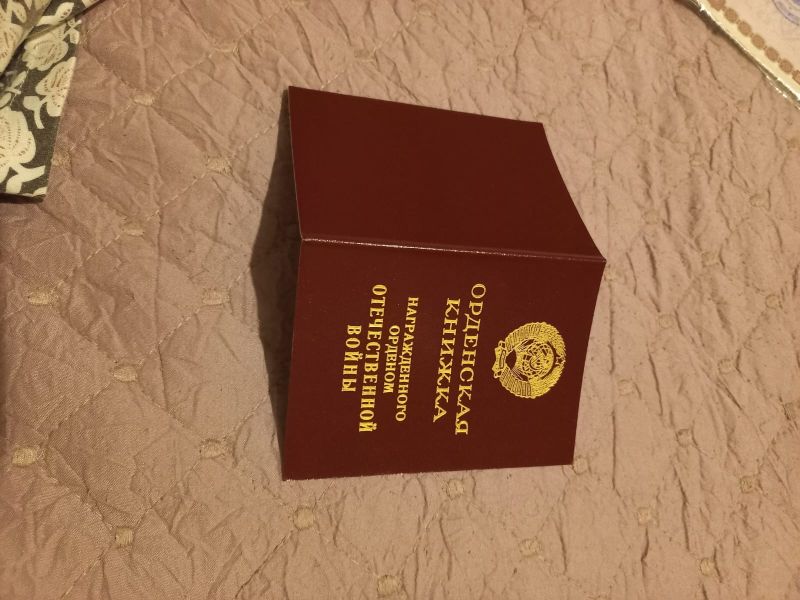 ОРДЕНСКАЯ
КНИЖКА
НАГРАЖДЕННОГО
ОРДЕНОМ
ОТЕЧЕСТВЕННОЙ
ВОЙНЫ